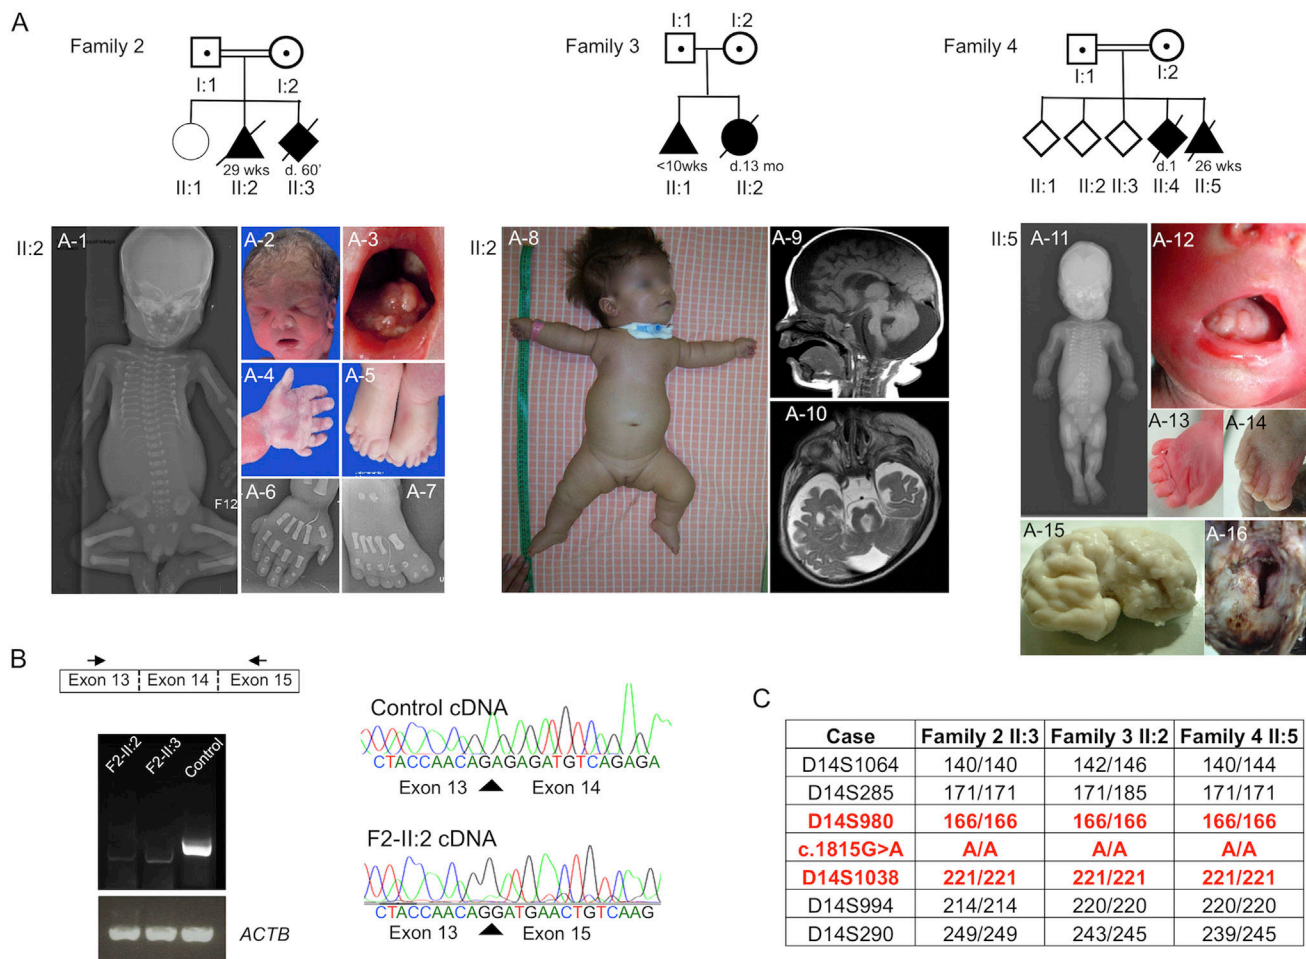 A
Family 2
I:1
I:2
29 wks
d. 60'
II:1
II:2
II:3
Family 3
I:1
I:2
<10wks
d.13 mo
II:1
II:2
Family 4
I:1
I:2
d.1
26 wks
II:1
II:2
II:3
II:4
II:5
II:2
A-1
F12
A-2
A-3
A-4
A-5
A-6
A-7
II:2
A-8
A-9
A-10
II:5
A-11
A-12
A-13
A-14
A-15
A-16
B
Exon 13
Exon 14
Exon 15
F2-II:2
F2-II:3
Control
ACTB
Control cDNA
CTACCAACAGAGAGATGTCAGAGA
Exon 13
Exon 14
F2-II:2 cDNA
CTACCAACAGGATGAACTGTCAAG
Exon 13
Exon 15
C
Case Family 2 II:3 Family 3 II:2 Family 4 II:5
D14S1064 140/140 142/146 140/144
D14S285 171/171 171/185 171/171
D14S980 166/166 166/166 166/166
c.1815G>A A/A A/A A/A
D14S1038 221/221 221/221 221/221
D14S994 214/214 220/220 220/220
D14S290 249/249 243/245 239/245